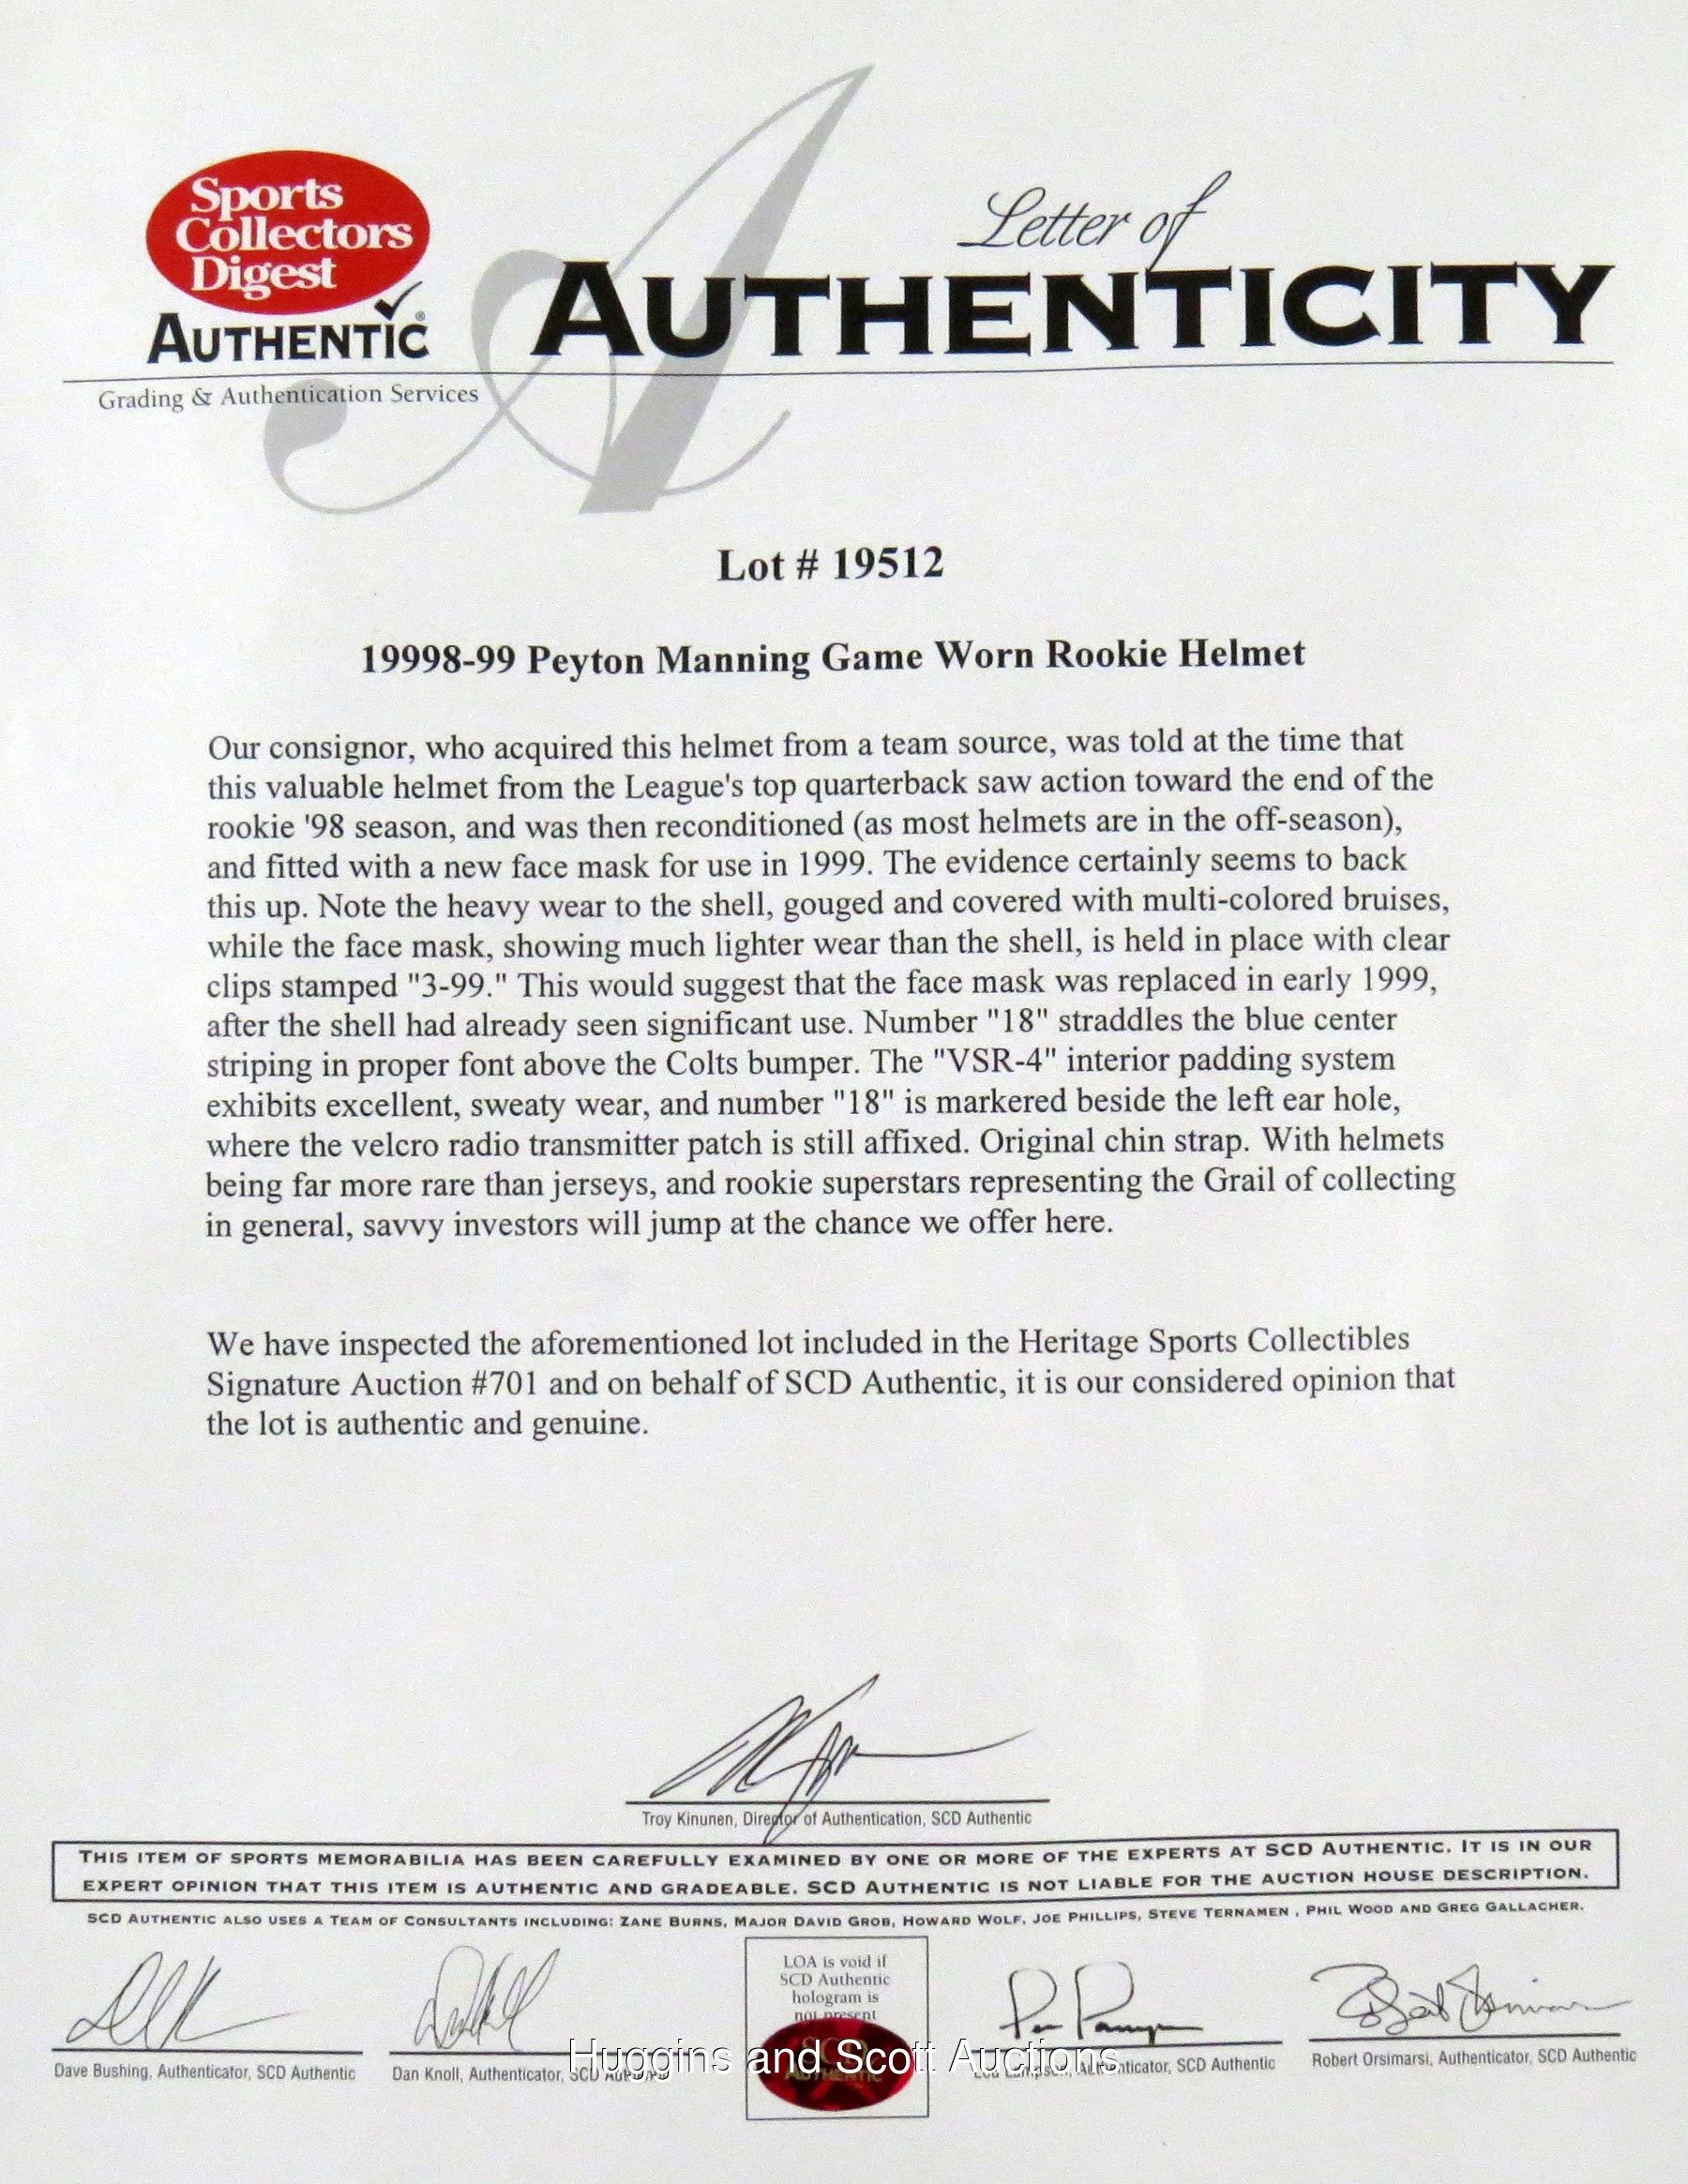 Sports
Collectors
Digest
AUTHENTIC®
Grading & Authentication Services
Letter of
AUTHENTICITY
Lot # 19512
19998-99 Peyton Manning Game Worn Rookie Helmet
Our consignor, who acquired this helmet from a team source, was told at the time that
this valuable helmet from the League's top quarterback saw action toward the end of the
rookie '98 season, and was then reconditioned (as most helmets are in the off-season),
and fitted with a new face mask for use in 1999. The evidence certainly seems to back
this up. Note the heavy wear to the shell, gouged and covered with multi-colored bruises,
while the face mask, showing much lighter wear than the shell, is held in place with clear
clips stamped "3-99." This would suggest that the face mask was replaced in early 1999,
after the shell had already seen significant use. Number "18" straddles the blue center
striping in proper font above the Colts bumper. The "VSR-4" interior padding system
exhibits excellent, sweaty wear, and number "18" is markered beside the left ear hole,
where the velcro radio transmitter patch is still affixed. Original chin strap. With helmets
being far more rare than jerseys, and rookie superstars representing the Grail of collecting
in general, savvy investors will jump at the chance we offer here.
We have inspected the aforementioned lot included in the Heritage Sports Collectibles
Signature Auction #701 and on behalf of SCD Authentic, it is our considered opinion that
the lot is authentic and genuine.
Troy Kinunen, Director of Authentication, SCD Authentic
THIS ITEM OF SPORTS MEMORABILIA HAS BEEN CAREFULLY EXAMINED BY ONE OR MORE OF THE EXPERTS AT SCD AUTHENTIC. IT IS IN OUR
EXPERT OPINION THAT THIS ITEM IS AUTHENTIC AND GRADEABLE. SCD AUTHENTIC IS NOT LIABLE FOR THE AUCTION HOUSE DESCRIPTION.
SCD AUTHENTIC ALSO USES A TEAM OF CONSULTANTS INCLUDING: ZANE BURNS, MAJOR DAVID GROB, HOWARD WOLF, JOE PHILLIPS, STEVE TERNAMEN , PHIL WOOD AND GREG GALLACHER.
LOA is void if
SCD Authentic
hologram is
not present
SCD
AUTHENTIC
Dave Bushing, Authenticator, SCD Authentic
Dan Knoll, Authenticator, SCD Authentic
Authenticator, SCD Authentic
Robert Orsimarsi, Authenticator, SCD Authentic
Huggins and Scott Auctions